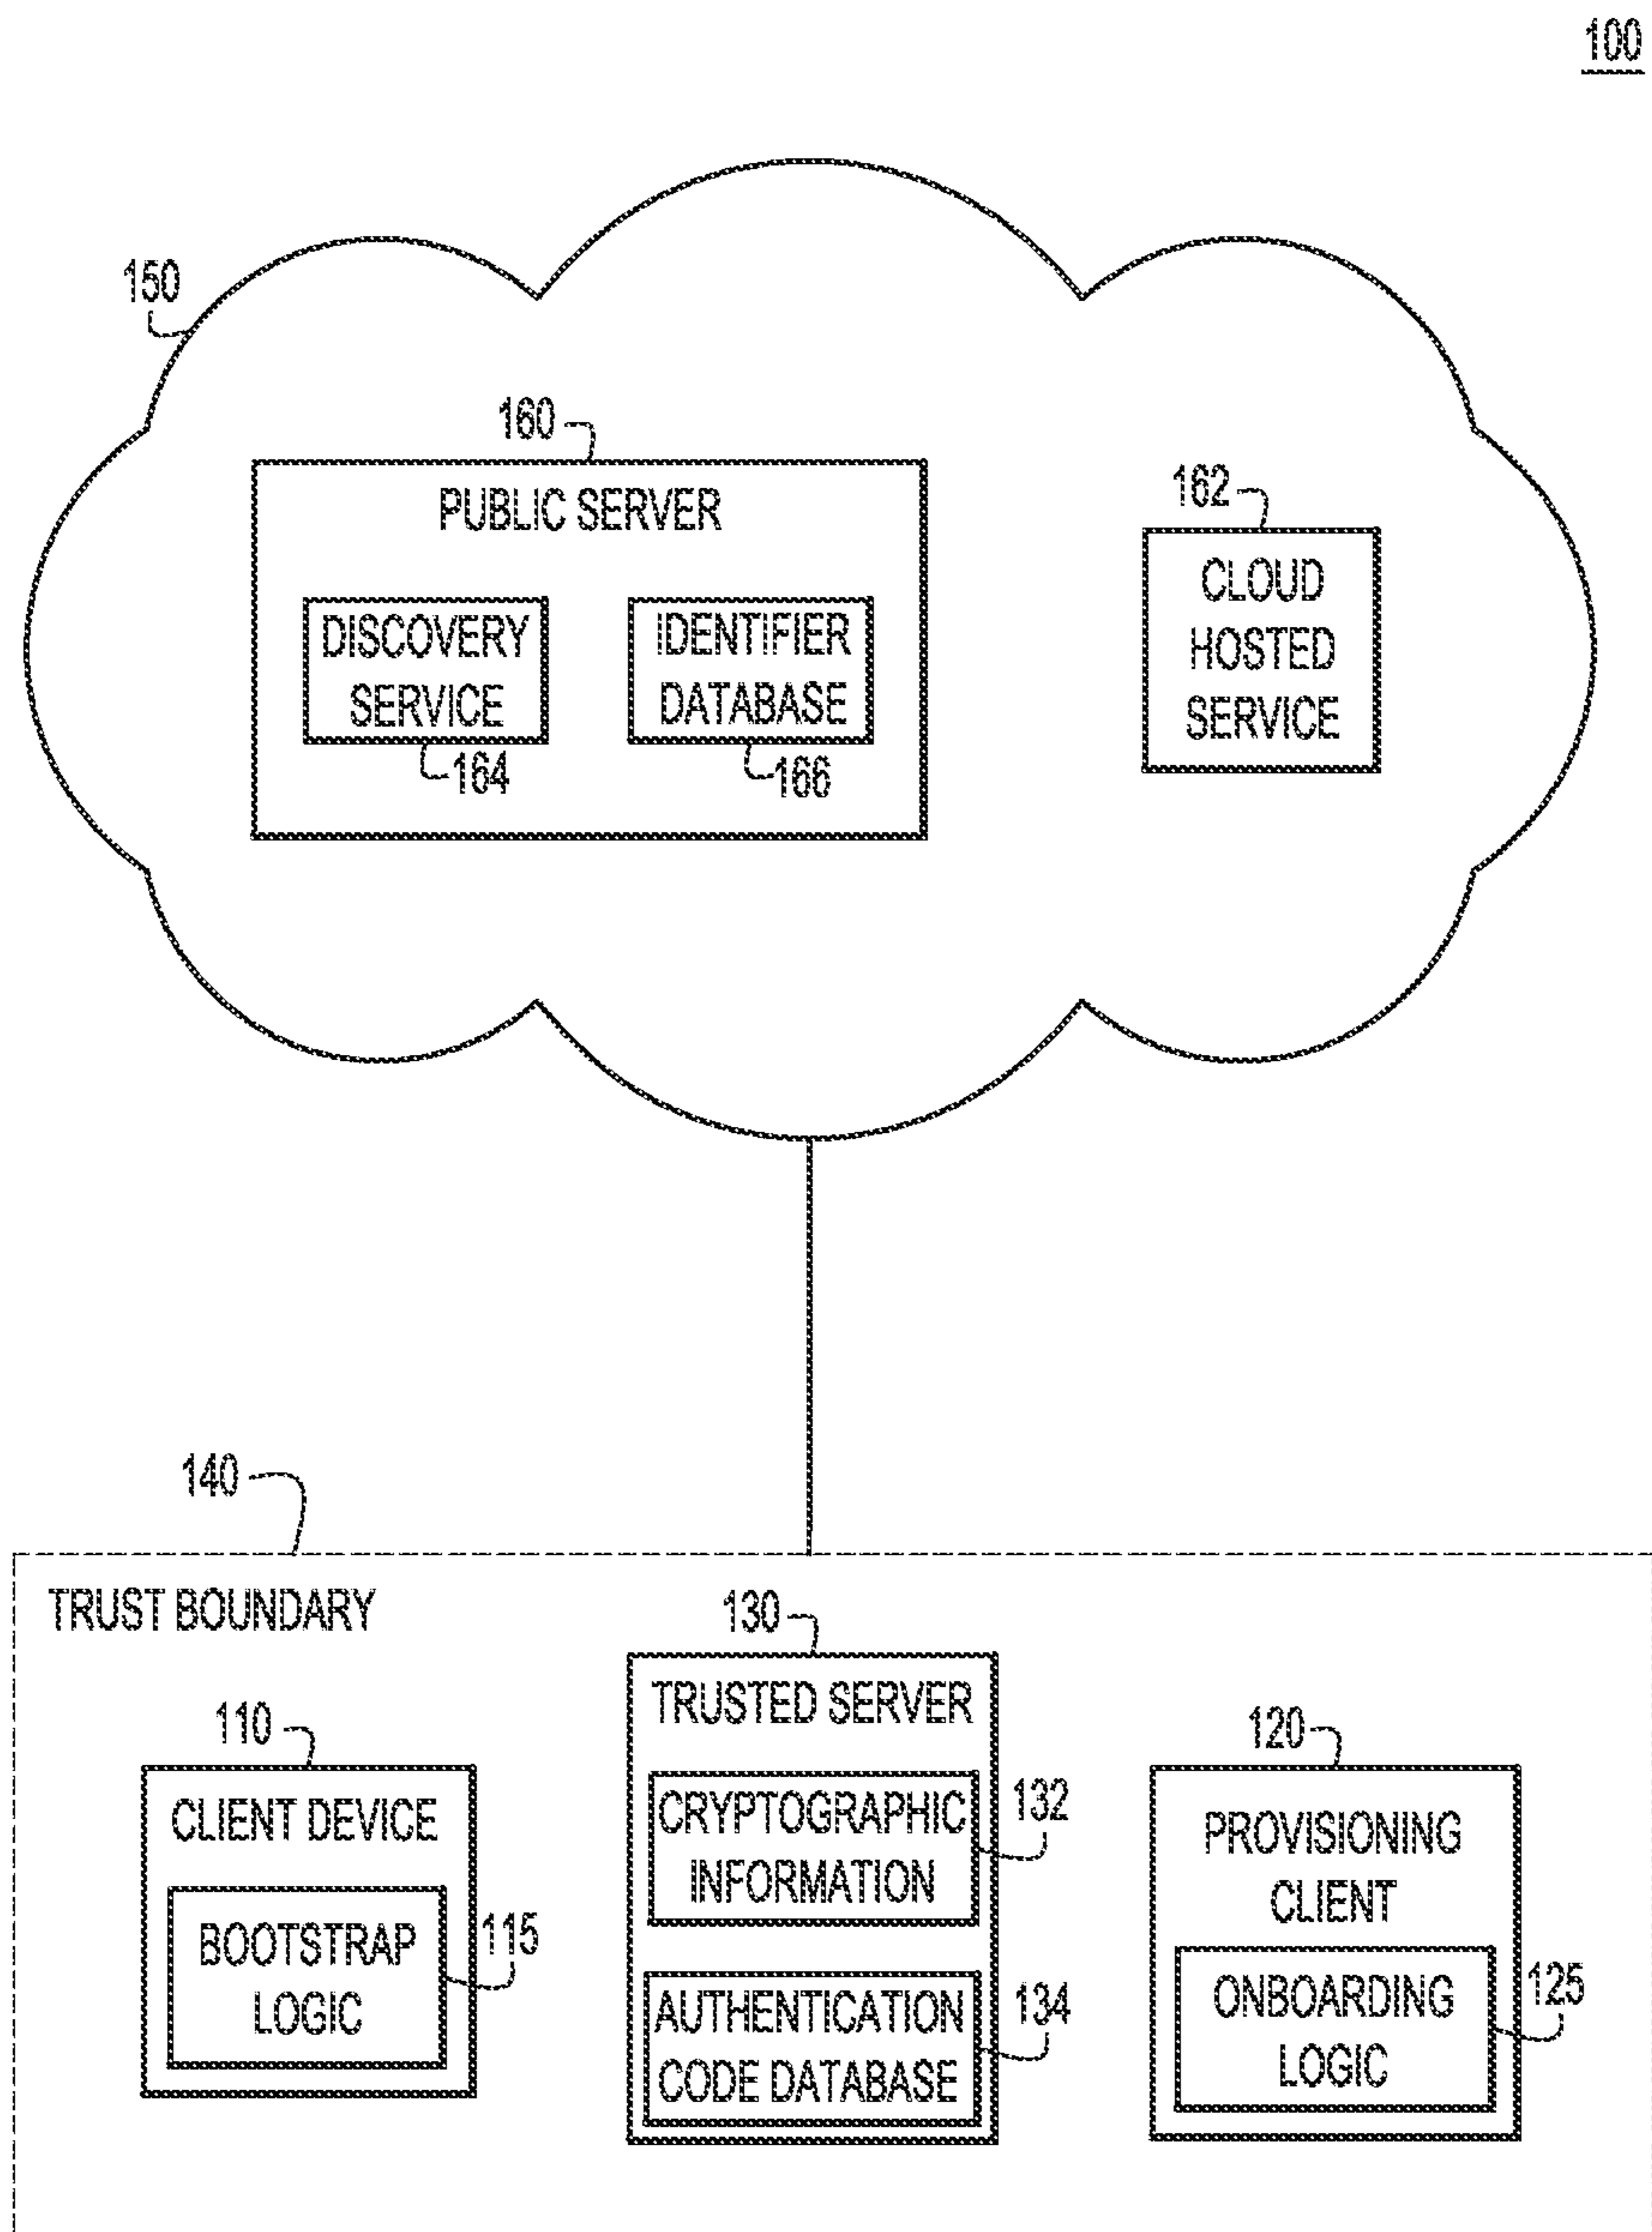 100
150
160
PUBLIC SERVER
162
CLOUD
HOSTED
SERVICE
DISCOVERY
SERVICE
164
IDENTIFIER
DATABASE
166
140
TRUST BOUNDARY
110
CLIENT DEVICE
BOOTSTRAP
LOGIC
115
130
TRUSTED SERVER
CRYPTOGRAPHIC
INFORMATION
132
AUTHENTICATION
CODE DATABASE
134
120
PROVISIONING
CLIENT
ONBOARDING
LOGIC
125